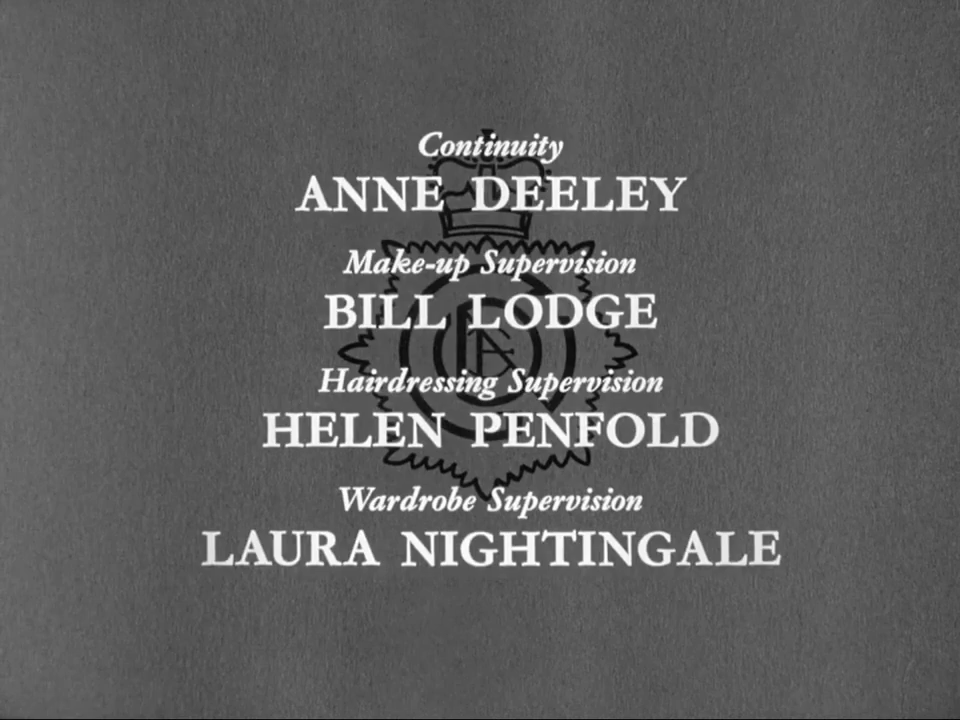 Continuity
ANNE DEELEY
Make-up Supervision
BILL LODGE
Hairdressing Supervision
HELEN PENFOLD
Wardrobe Supervision
LAURA NIGHTINGALE